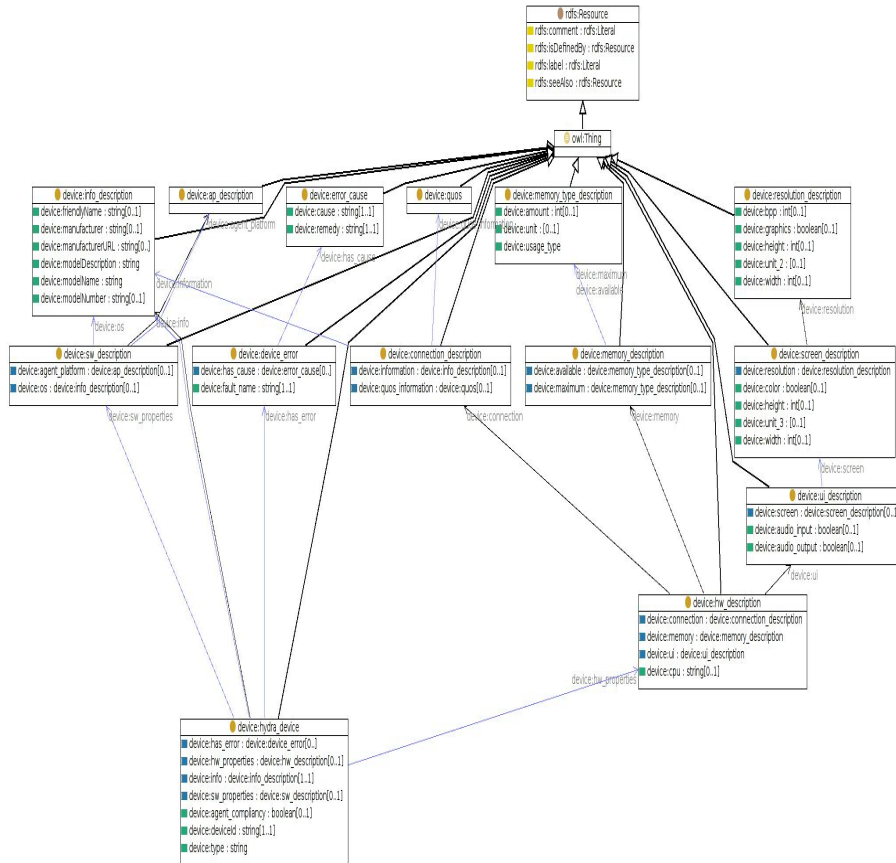 rdfs:Resource
rdfs:comment : rdfs:Literal
rdfs:isDefinedBy : rdfs:Resource
rdfs:label : rdfs:Literal
rdfs:seeAlso : rdfs:Resource
owl:Thing
device:info_description
device:friendlyName : string[0..1]
device:manufacturer : string[0..1]
device:manufacturerURL : string[0..]
device:modelDescription : string
device:modelName : string
device:modelNumber : string[0..1]
device:ap_description
device:agent_platform
device:error_cause
device:cause : string[1..1]
device:remedy : string[1..1]
device:has_cause
device:quos
device:memory_type_description
device:amount : int[0..1]
device:unit : [0..1]
device:usage_type
device:maximum
device:available
device:resolution_description
device:bpp : int[0..1]
device:graphics : boolean[0..1]
device:height : int[0..1]
device:unit_2 : [0..1]
device:width : int[0..1]
device:resolution
device:information
device:os
device:info
device:sw_description
device:agent_platform : device:ap_description[0..1]
device:os : device:info_description[0..1]
device:sw_properties
device:device_error
device:has_cause : device:error_cause[0..]
device:fault_name : string[1..1]
device:has_error
device:connection_description
device:information : device:info_description[0..1]
device:quos_information : device:quos[0..1]
device:connection
device:memory_description
device:available : device:memory_type_description[0..1]
device:maximum : device:memory_type_description[0..1]
device:memory
device:screen_description
device:resolution : device:resolution_description
device:color : boolean[0..1]
device:height : int[0..1]
device:unit_3 : [0..1]
device:width : int[0..1]
device:screen
device:ui_description
device:screen : device:screen_description[0..1
device:audio_input : boolean[0..1]
device:audio_output : boolean[0..1]
device:ui
device:hw_description
device:connection : device:connection_description
device:memory : device:memory_description
device:ui : device:ui_description
device:cpu : string[0..1]
device:hw_properties
device:hydra_device
device:has_error : device:device_error[0..]
device:hw_properties : device:hw_description[0..1]
device:info : device:info_description[1..1]
device:sw_properties : device:sw_description[0..1]
device:agent_compliancy : boolean[0..1]
device:deviceId : string[1..1]
device:type : string